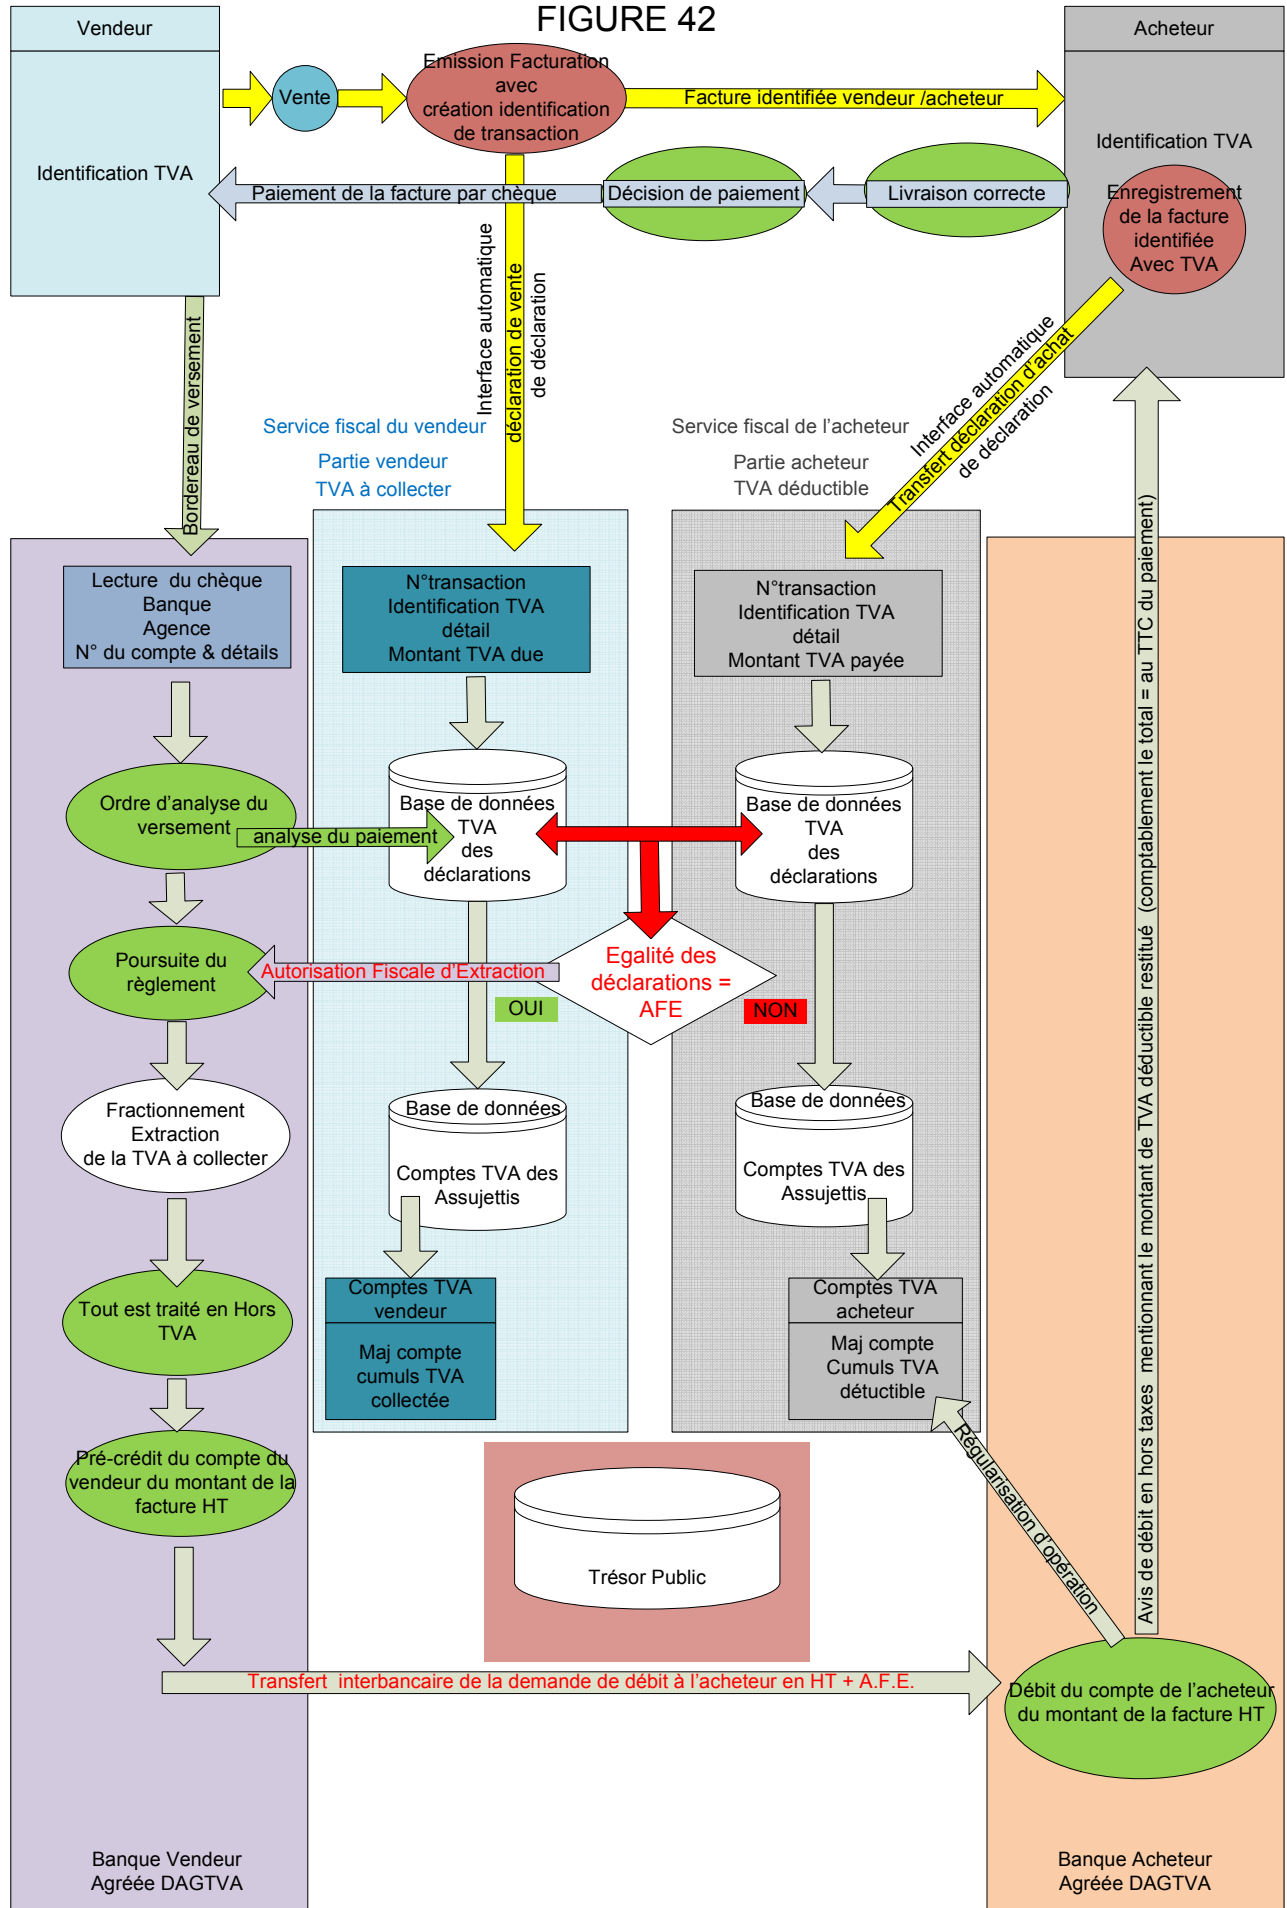 FIGURE 42
Vendeur
Identification TVA
Vente
Emission Facturation
avec
création identification
de transaction
Facture identifiée vendeur /acheteur
Acheteur
Identification TVA
Enregistrement
de la facture
identifiée
Avec TVA
Paiement de la facture par chèque
Décision de paiement
Livraison correcte
Bordereau de versement
Interface automatique
déclaration de vente
de déclaration
Interface automatique
Transfert déclaration d'achat
de déclaration
Service fiscal du vendeur
Partie vendeur
TVA à collecter
Service fiscal de l'acheteur
Partie acheteur
TVA déductible
Lecture du chèque
Banque
Agence
N° du compte & détails
N°transaction
Identification TVA
détail
Montant TVA due
N°transaction
Identification TVA
détail
Montant TVA payée
Ordre d'analyse du
versement
analyse du paiement
Base de données
TVA
des
déclarations
Base de données
TVA
des
déclarations
Poursuite du
règlement
Autorisation Fiscale d'Extraction
Egalité des
déclarations =
AFE
OUI
NON
Fractionnement
Extraction
de la TVA à collecter
Base de données
Comptes TVA des
Assujettis
Base de données
Comptes TVA des
Assujettis
Tout est traité en Hors
TVA
Comptes TVA
vendeur
Maj compte
cumuls TVA
collectée
Comptes TVA
acheteur
Maj compte
Cumuls TVA
détuctible
Pré-crédit du compte du
vendeur du montant de la
facture HT
Trésor Public
Régularisation d'opération
Avis de débit en hors taxes mentionnant le montant de TVA déductible restitué (comptablement le total = au TTC du paiement)
Transfert interbancaire de la demande de débit à l'acheteur en HT + A.F.E.
Débit du compte de l'acheteur
du montant de la facture HT
Banque Vendeur
Agréée DAGTVA
Banque Acheteur
Agréée DAGTVA